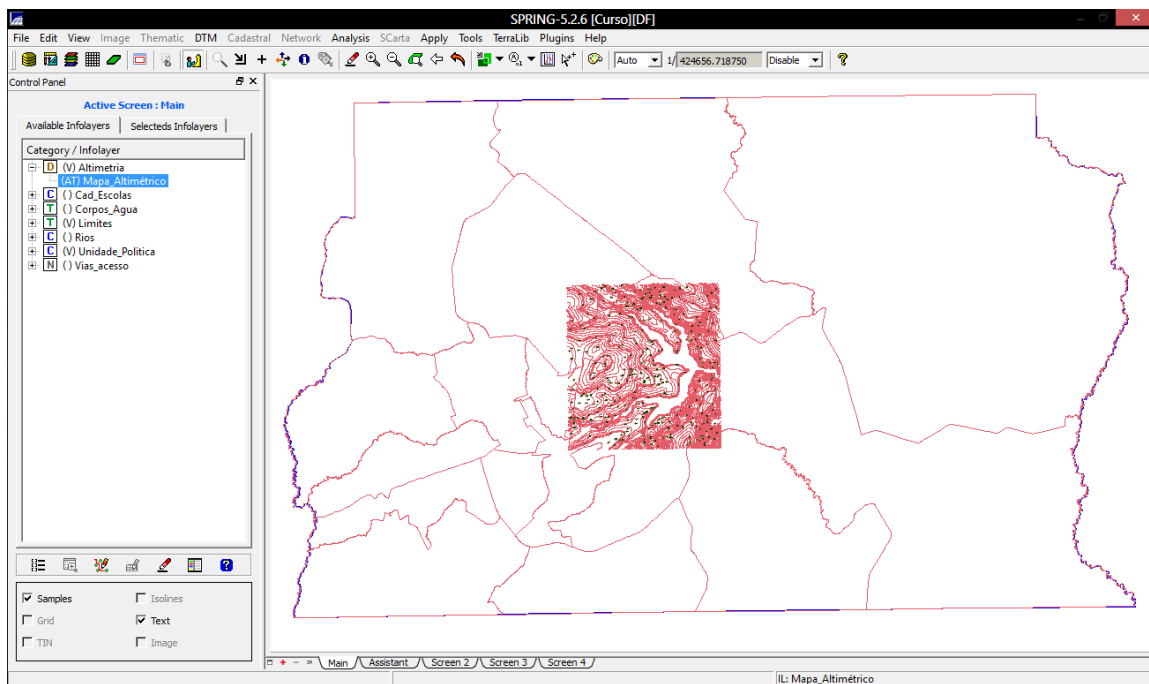 SPRING-5.2.6 [Curso][DF]
File Edit View Image Thematic DTM Cadastral Network Analysis SCarta Apply Tools TerraLib Plugins Help
Auto 1/ 424656.718750 Disable
Control Panel
Active Screen : Main
Available Infolayers Selecteds Infolayers
Category / Infolayer
D (V) Altimetria
(AT) Mapa_Altimétrico
C ( ) Cad_Escolas
T ( ) Corpos_Agua
T (V) Limites
C ( ) Rios
C (V) Unidade_Politica
N ( ) Vias_acesso
Samples Isolines
Grid Text
TIN Image
Main Assistant Screen 2 Screen 3 Screen 4
IL: Mapa_Altimétrico